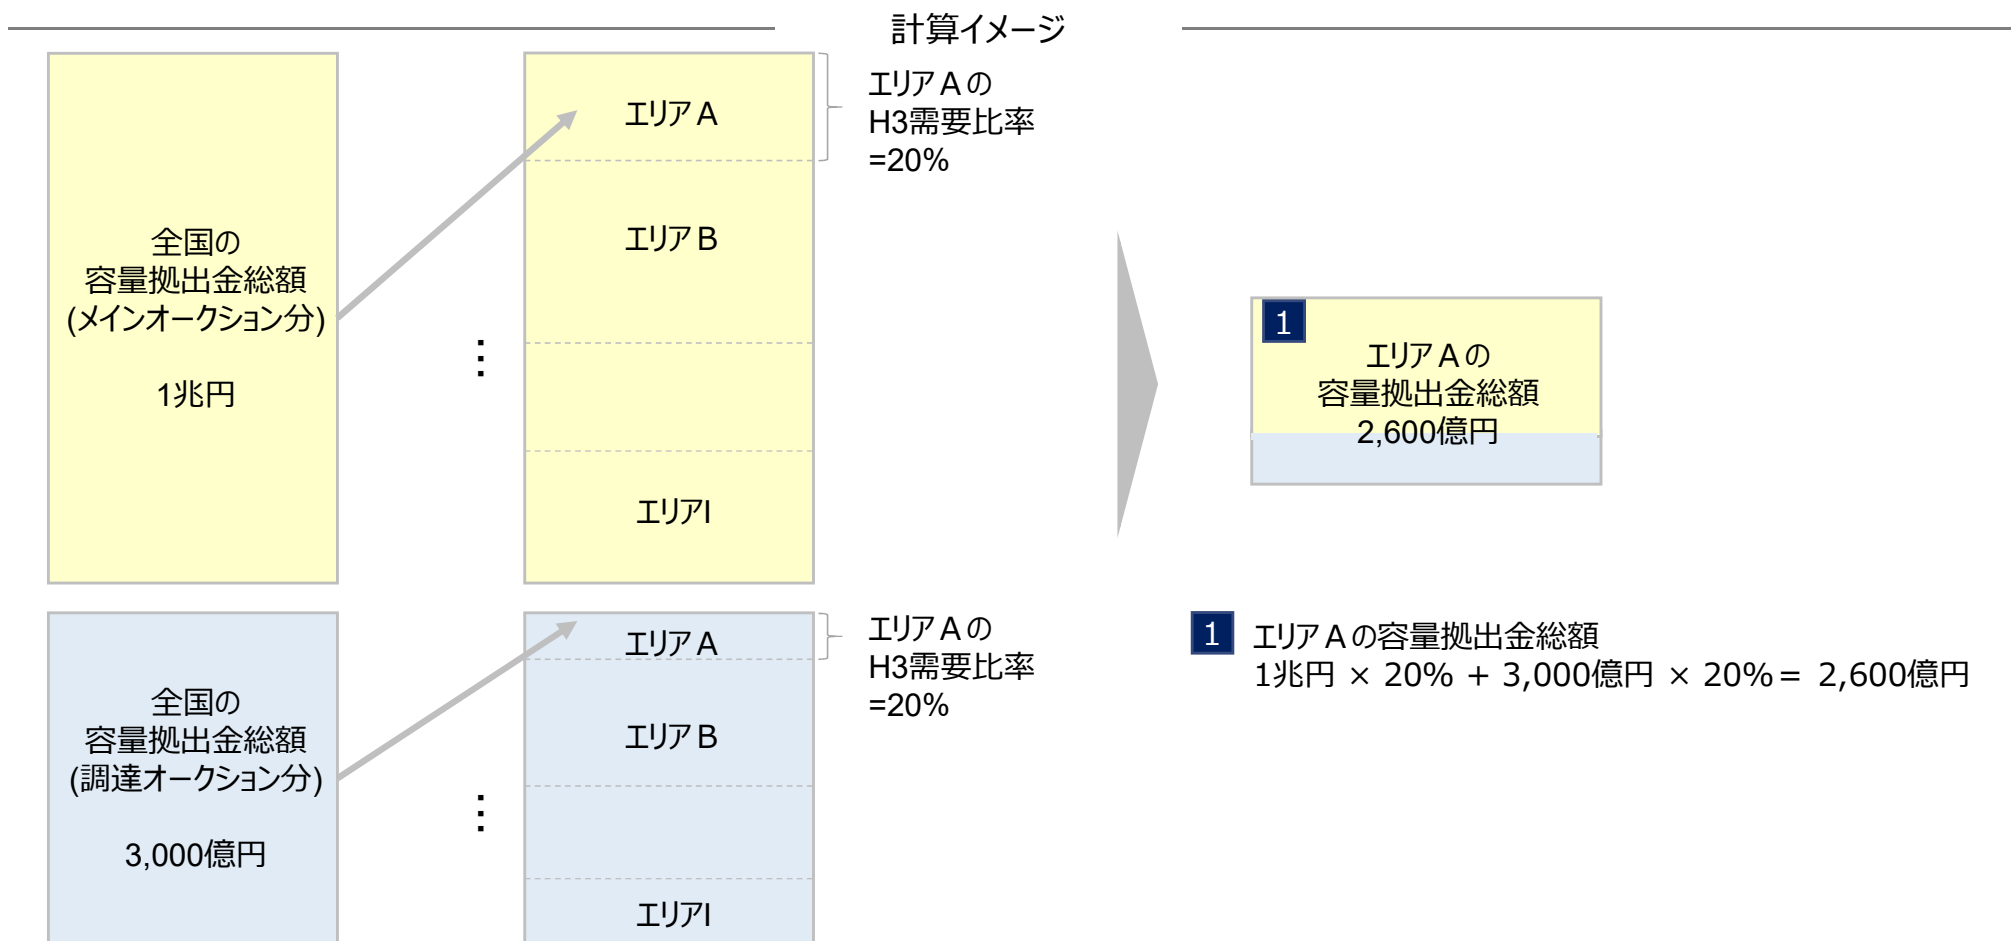 計算イメージ
全国の
容量拠出金総額
(メインオークション分)
1兆円
エリアA
エリアB
⋮
エリアI
エリアAの
H3需要比率
=20%
1
エリアAの
容量拠出金総額
2,600億円
全国の
容量拠出金総額
(調達オークション分)
3,000億円
エリアA
エリアB
⋮
エリアI
エリアAの
H3需要比率
=20%
1 エリアAの容量拠出金総額
1兆円 × 20% + 3,000億円 × 20%= 2,600億円